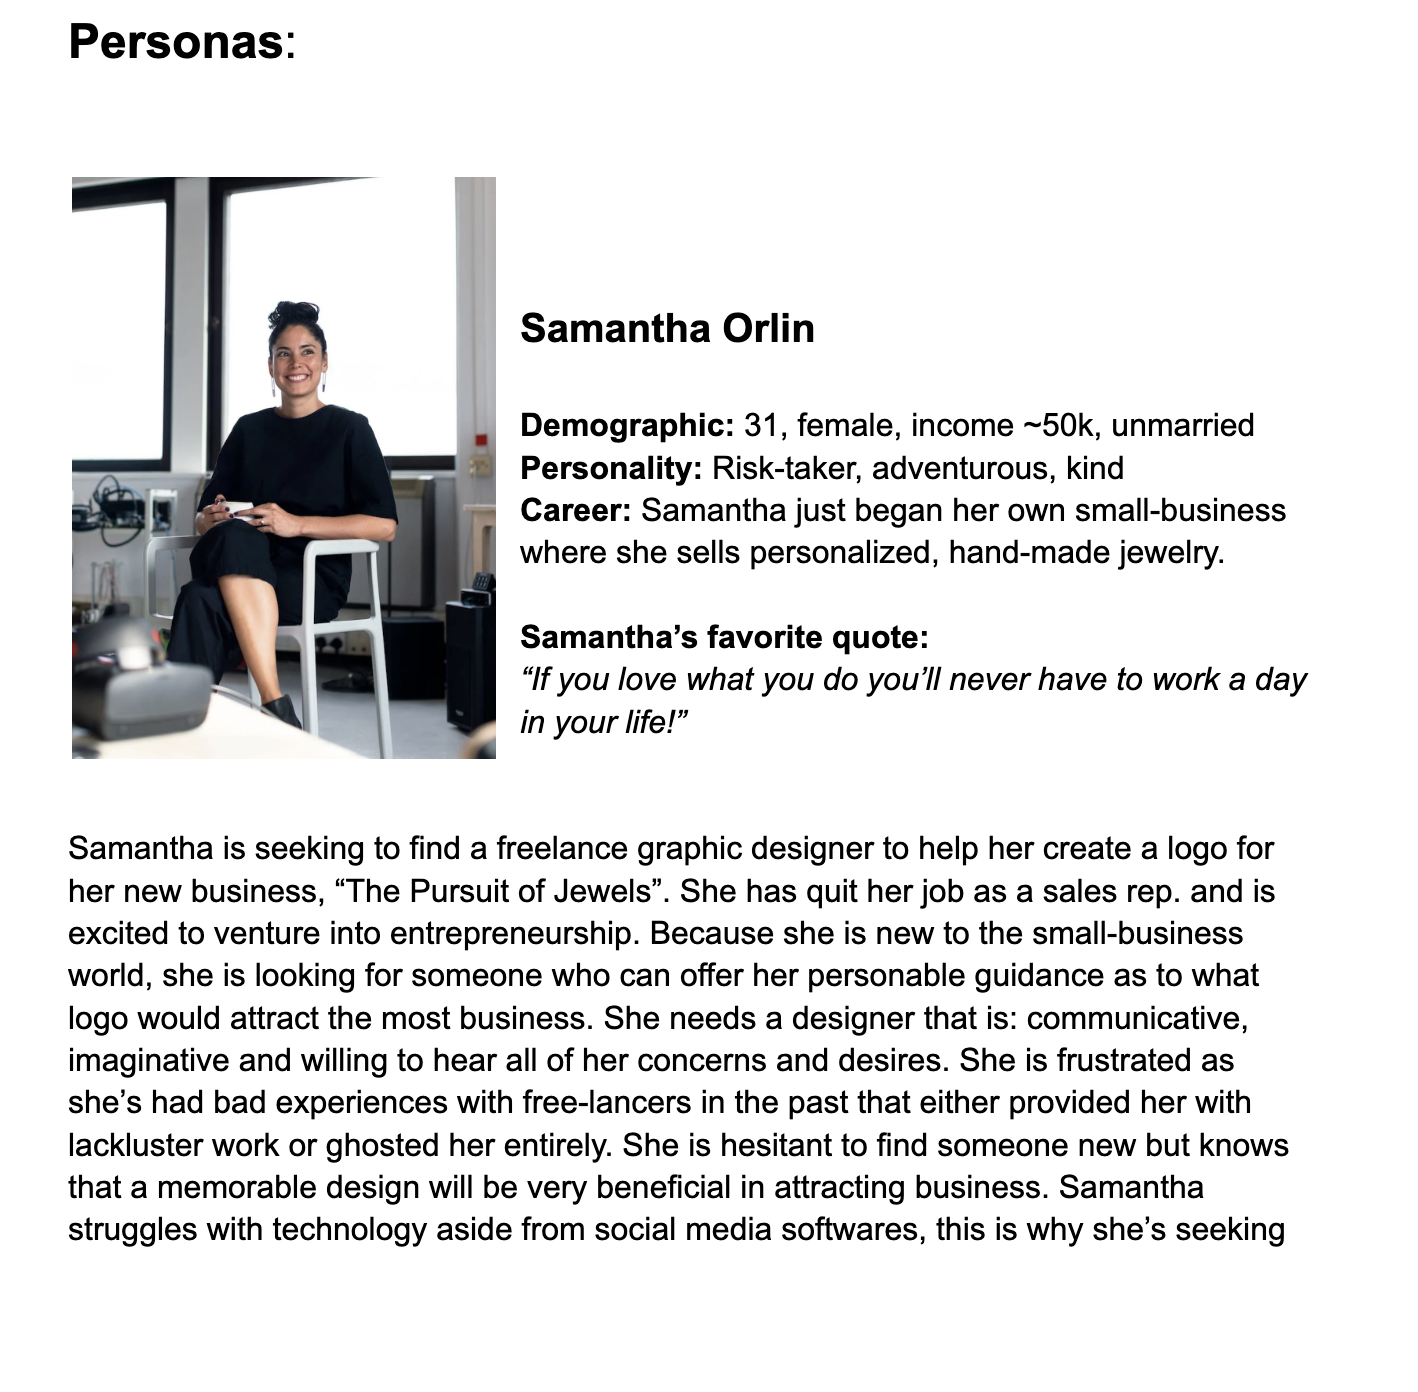 Personas:
Samantha Orlin
Demographic: 31, female, income ~50k, unmarried
Personality: Risk-taker, adventurous, kind
Career: Samantha just began her own small-business
where she sells personalized, hand-made jewelry.
Samantha’s favorite quote:
“If you love what you do you’ll never have to work a day
in your life!”
Samantha is seeking to find a freelance graphic designer to help her create a logo for
her new business, “The Pursuit of Jewels”. She has quit her job as a sales rep. and is
excited to venture into entrepreneurship. Because she is new to the small-business
world, she is looking for someone who can offer her personable guidance as to what
logo would attract the most business. She needs a designer that is: communicative,
imaginative and willing to hear all of her concerns and desires. She is frustrated as
she’s had bad experiences with free-lancers in the past that either provided her with
lackluster work or ghosted her entirely. She is hesitant to find someone new but knows
that a memorable design will be very beneficial in attracting business. Samantha
struggles with technology aside from social media softwares, this is why she’s seeking